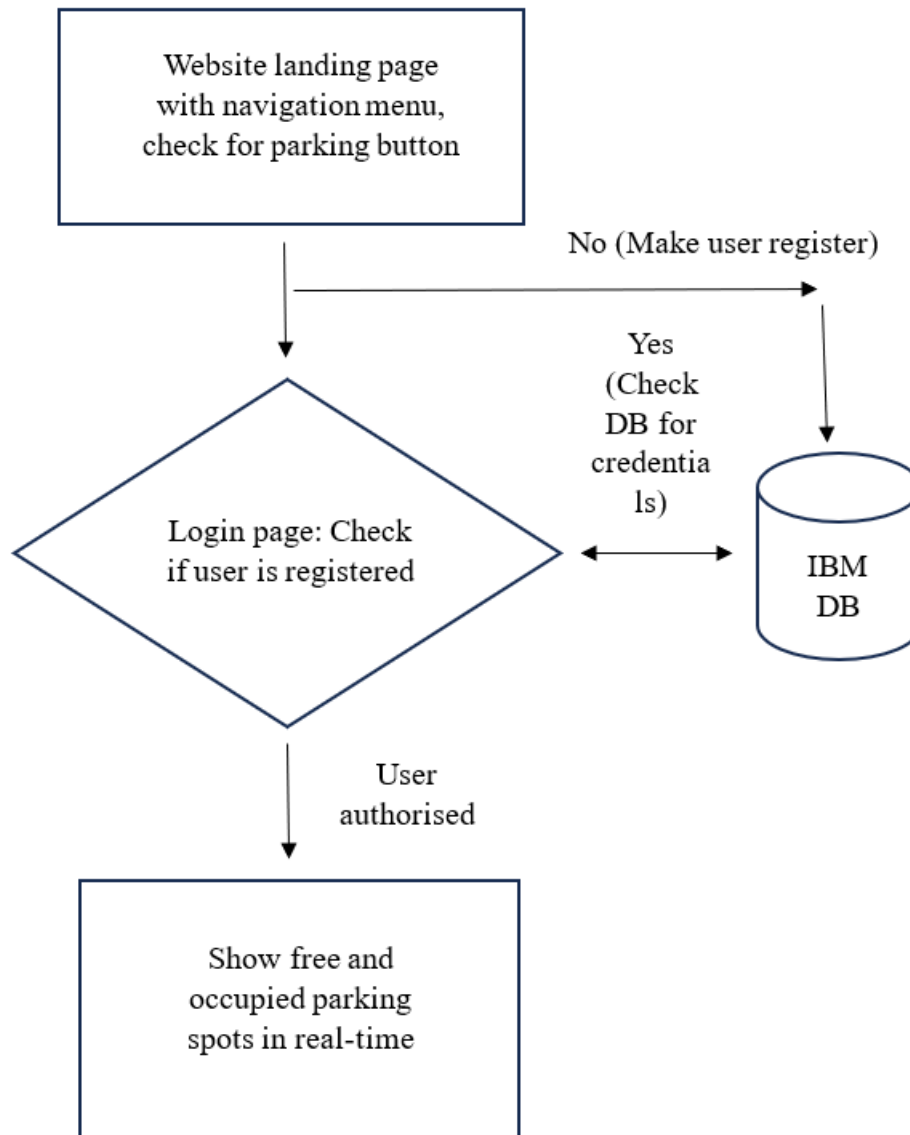 Website landing page
with navigation menu,
check for parking button
No (Make user register)
Yes
(Check
DB for
credentia
ls)
Login page: Check
if user is registered
IBM
DB
User
authorised
Show free and
occupied parking
spots in real-time